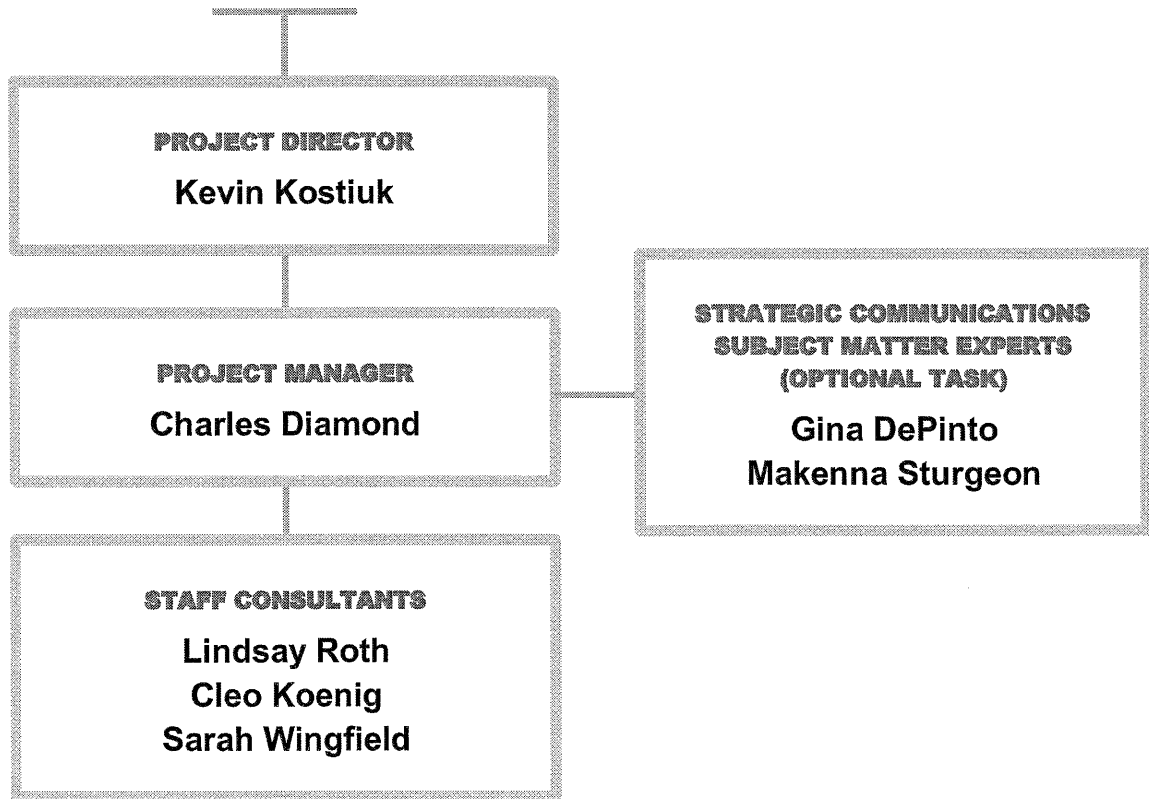 PROJECT DIRECTOR
Kevin Kostiuk
PROJECT MANAGER
Charles Diamond
STRATEGIC COMMUNICATIONS
SUBJECT MATTER EXPERTS
(OPTIONAL TASK)
Gina DePinto
Makenna Sturgeon
STAFF CONSULTANTS
Lindsay Roth
Cleo Koenig
Sarah Wingfield